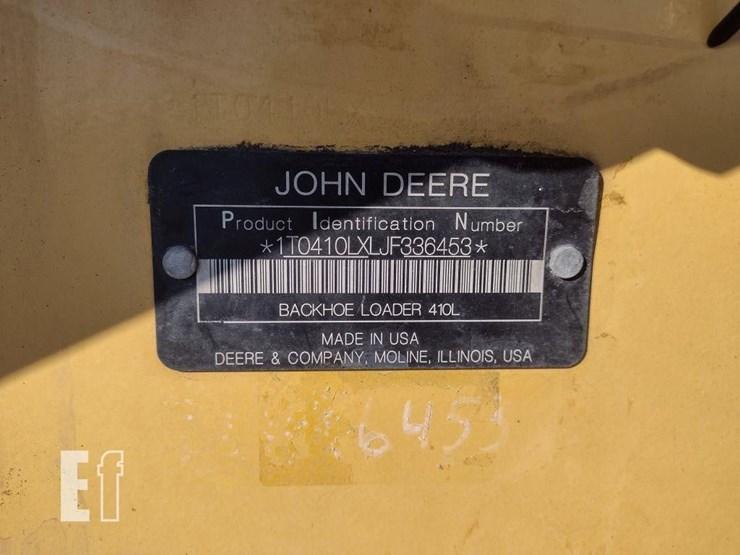 JOHN DEERE
Product Identification Number
*1T0410LXLJF336453*
BACKHOE LOADER 410L
MADE IN USA
DEERE & COMPANY, MOLINE, ILLINOIS, USA
6453
Ef